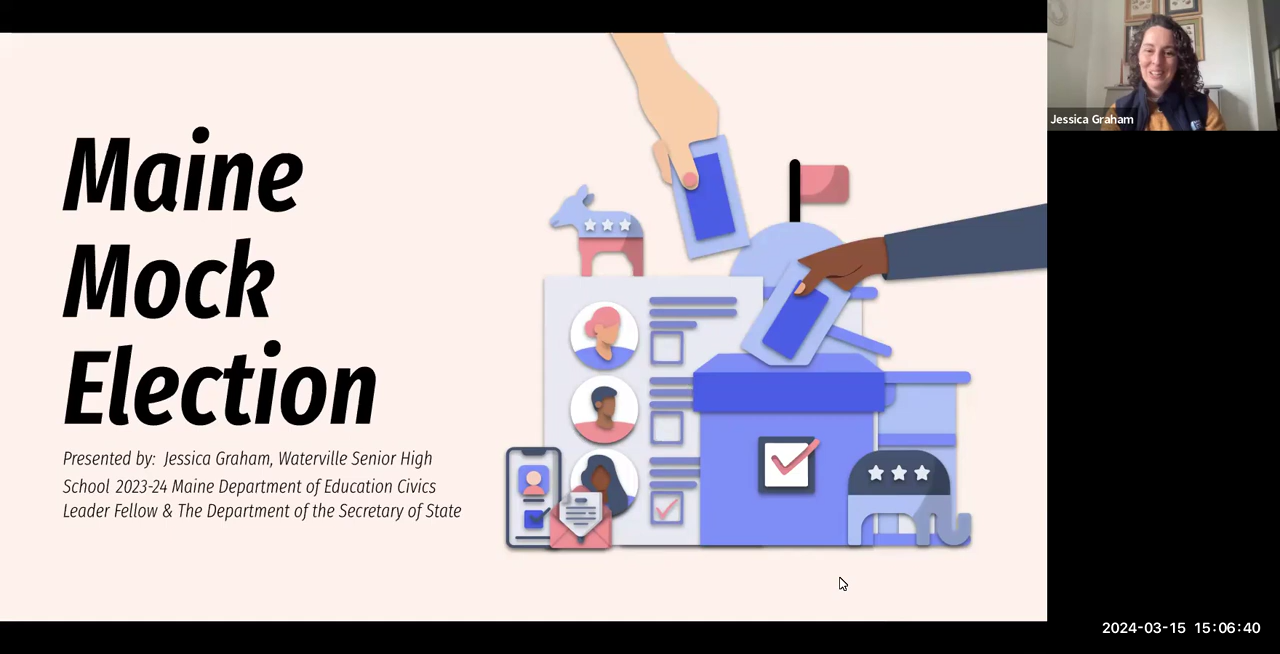 Maine
Mock
Election
Presented by: Jessica Graham, Waterville Senior High
School 2023-24 Maine Department of Education Civics
Leader Fellow & The Department of the Secretary of State
Jessica Graham
2024-03-15 15:06:40